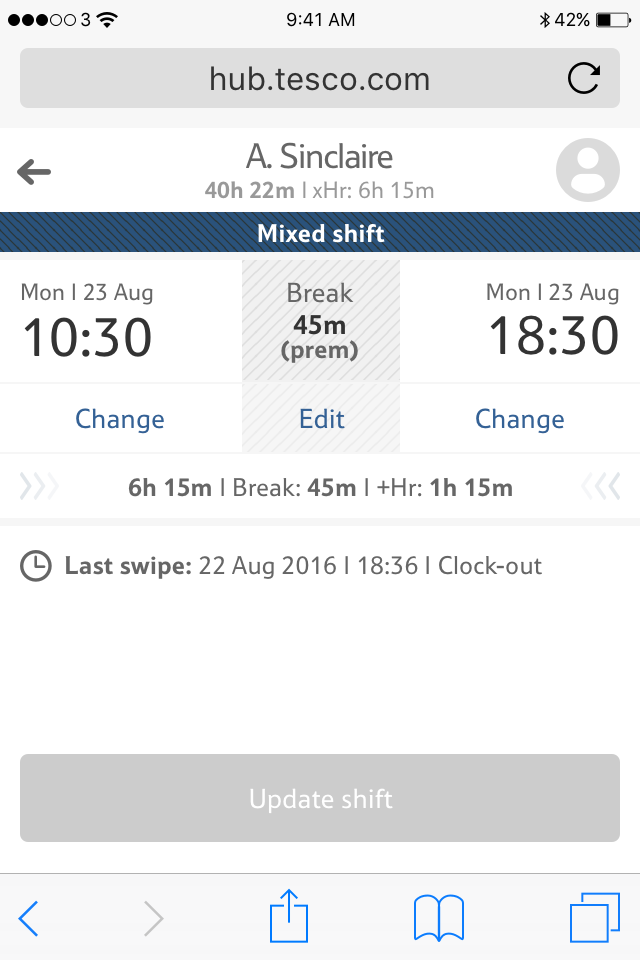 3 9:41 AM 42%
hub.tesco.com
A. Sinclaire
40h 22m | xHr: 6h 15m
Mixed shift
Mon | 23 Aug
10:30
Break
45m
(prem)
Mon | 23 Aug
18:30
Change
Edit
Change
6h 15m | Break: 45m | +Hr: 1h 15m
Last swipe: 22 Aug 2016 | 18:36 | Clock-out
Update shift